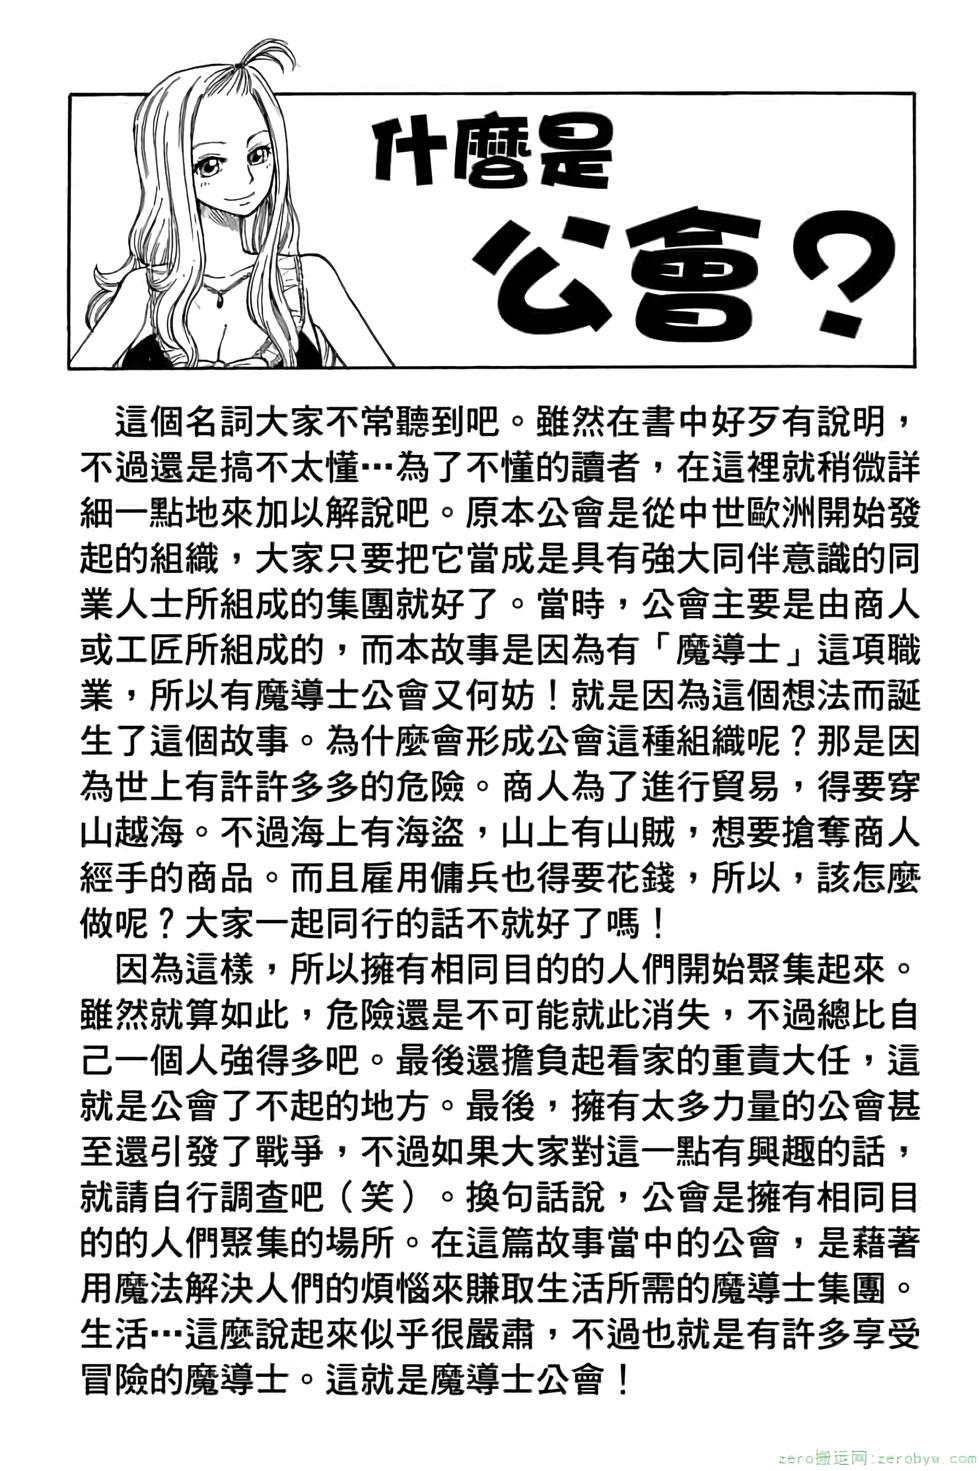 什麼是
公會？
這個名詞大家不常聽到吧。雖然在書中好歹有說明，
不過還是搞不太懂⋯為了不懂的讀者，在這裡就稍微詳
細一點地來加以解說吧。原本公會是從中世歐洲開始發
起的組織，大家只要把它當成是具有強大同伴意識的同
業人士所組成的集團就好了。當時，公會主要是由商人
或工匠所組成的，而本故事是因為有「魔導士」這項職
業，所以有魔導士公會又何妨！就是因為這個想法而誕
生了這個故事。為什麼會形成公會這種組織呢？那是因
為世上有許許多多的危險。商人為了進行貿易，得要穿
山越海。不過海上有海盜，山上有山賊，想要搶奪商人
經手的商品。而且雇用傭兵也得要花錢，所以，該怎麼
做呢？大家一起同行的話不就好了嗎！
因為這樣，所以擁有相同目的的人們開始聚集起來。
雖然就算如此，危險還是不可能就此消失，不過總比自
己一個人強得多吧。最後還擔負起看家的重責大任，這
就是公會了不起的地方。最後，擁有太多力量的公會甚
至還引發了戰爭，不過如果大家對這一點有興趣的話，
就請自行調查吧（笑）。換句話說，公會是擁有相同目
的的人們聚集的場所。在這篇故事當中的公會，是藉著
用魔法解決人們的煩惱來賺取生活所需的魔導士集團。
生活⋯這麼說起來似乎很嚴肅，不過也就是有許多享受
冒險的魔導士。這就是魔導士公會！
zero搬运网:zerobyw.com